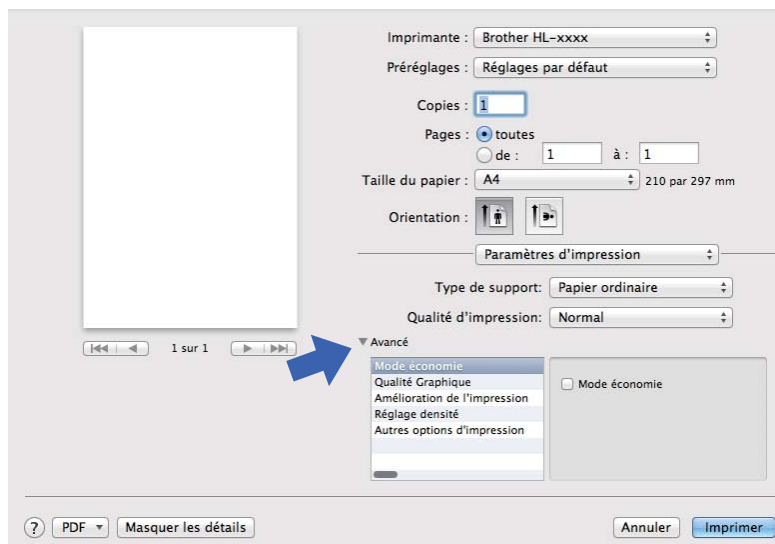 Imprimante : Brother HL-xxxx
Préréglages : Réglages par défaut
Copies : 1
Pages : toutes
de : 1 à : 1
Taille du papier : A4 210 par 297 mm
Orientation :
Paramètres d'impression
Type de support: Papier ordinaire
Qualité d'impression: Normal
1 sur 1
Avancé
Mode économie
Qualité Graphique
Amélioration de l'impression
Réglage densité
Autres options d'impression
Mode économie
? PDF Masquer les détails Annuler Imprimer